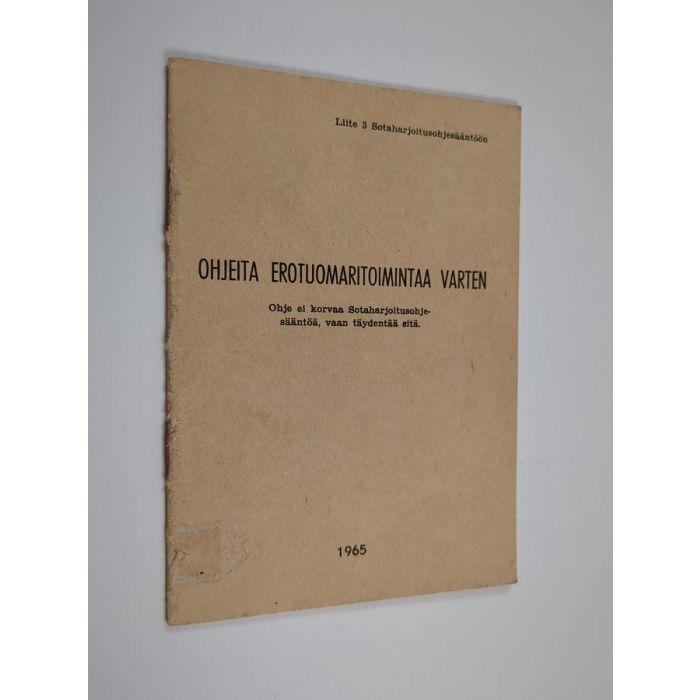 Liite 3 Sotaharjoitusohjesääntöön
OHJEITA EROTUOMARITOIMINTAA VARTEN
Ohje ei korvaa Sotaharjoitusohje-
sääntöä, vaan täydentää sitä.
1965